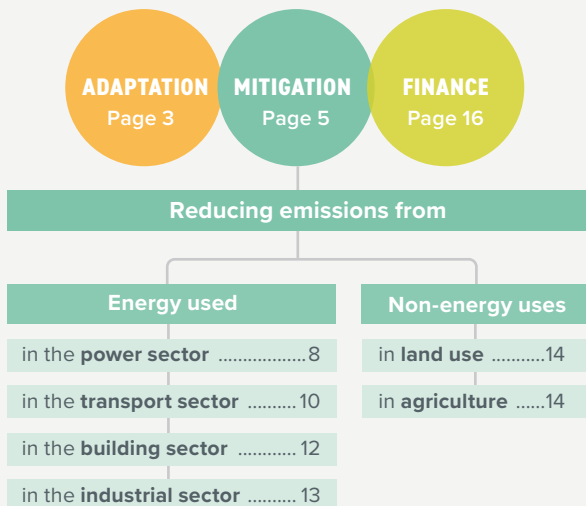 ADAPTATION
Page 3
MITIGATION
Page 5
FINANCE
Page 16
Reducing emissions from
Energy used
in the power sector .................8
in the transport sector ..........10
in the building sector ............12
in the industrial sector ..........13
Non-energy uses
in land use ...........14
in agriculture ......14